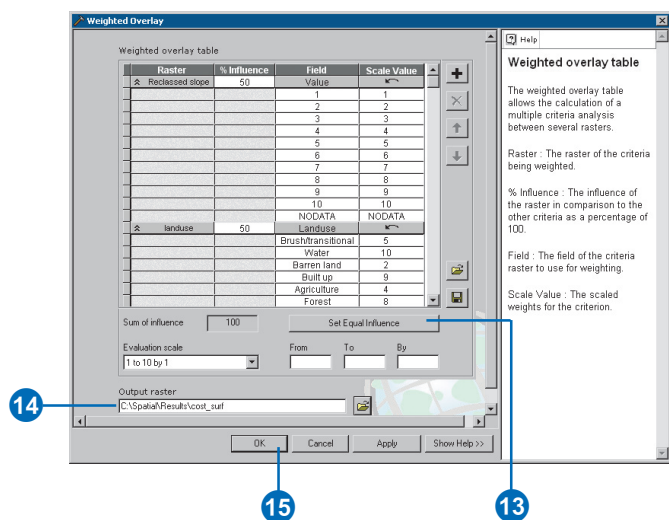 Weighted Overlay
Weighted overlay table
Raster % Influence Field Scale Value
Reclassed slope 50 Value
1 1
2 2
3 3
4 4
5 5
6 6
7 7
8 8
9 9
10 10
NODATA NODATA
landuse 50 Landuse
Brush/transitional 5
Water 10
Barren land 2
Built up 9
Agriculture 4
Forest 8
Sum of influence 100 Set Equal Influence
Evaluation scale From To By
1 to 10 by 1
Output raster
C:\Spatial\Results\cost_surf
OK Cancel Apply Show Help >>
Help
Weighted overlay table
The weighted overlay table
allows the calculation of a
multiple criteria analysis
between several rasters.
Raster : The raster of the criteria
being weighted.
% Influence : The influence of
the raster in comparison to the
other criteria as a percentage of
100.
Field : The field of the criteria
raster to use for weighting.
Scale Value : The scaled
weights for the criterion.
14
15
13